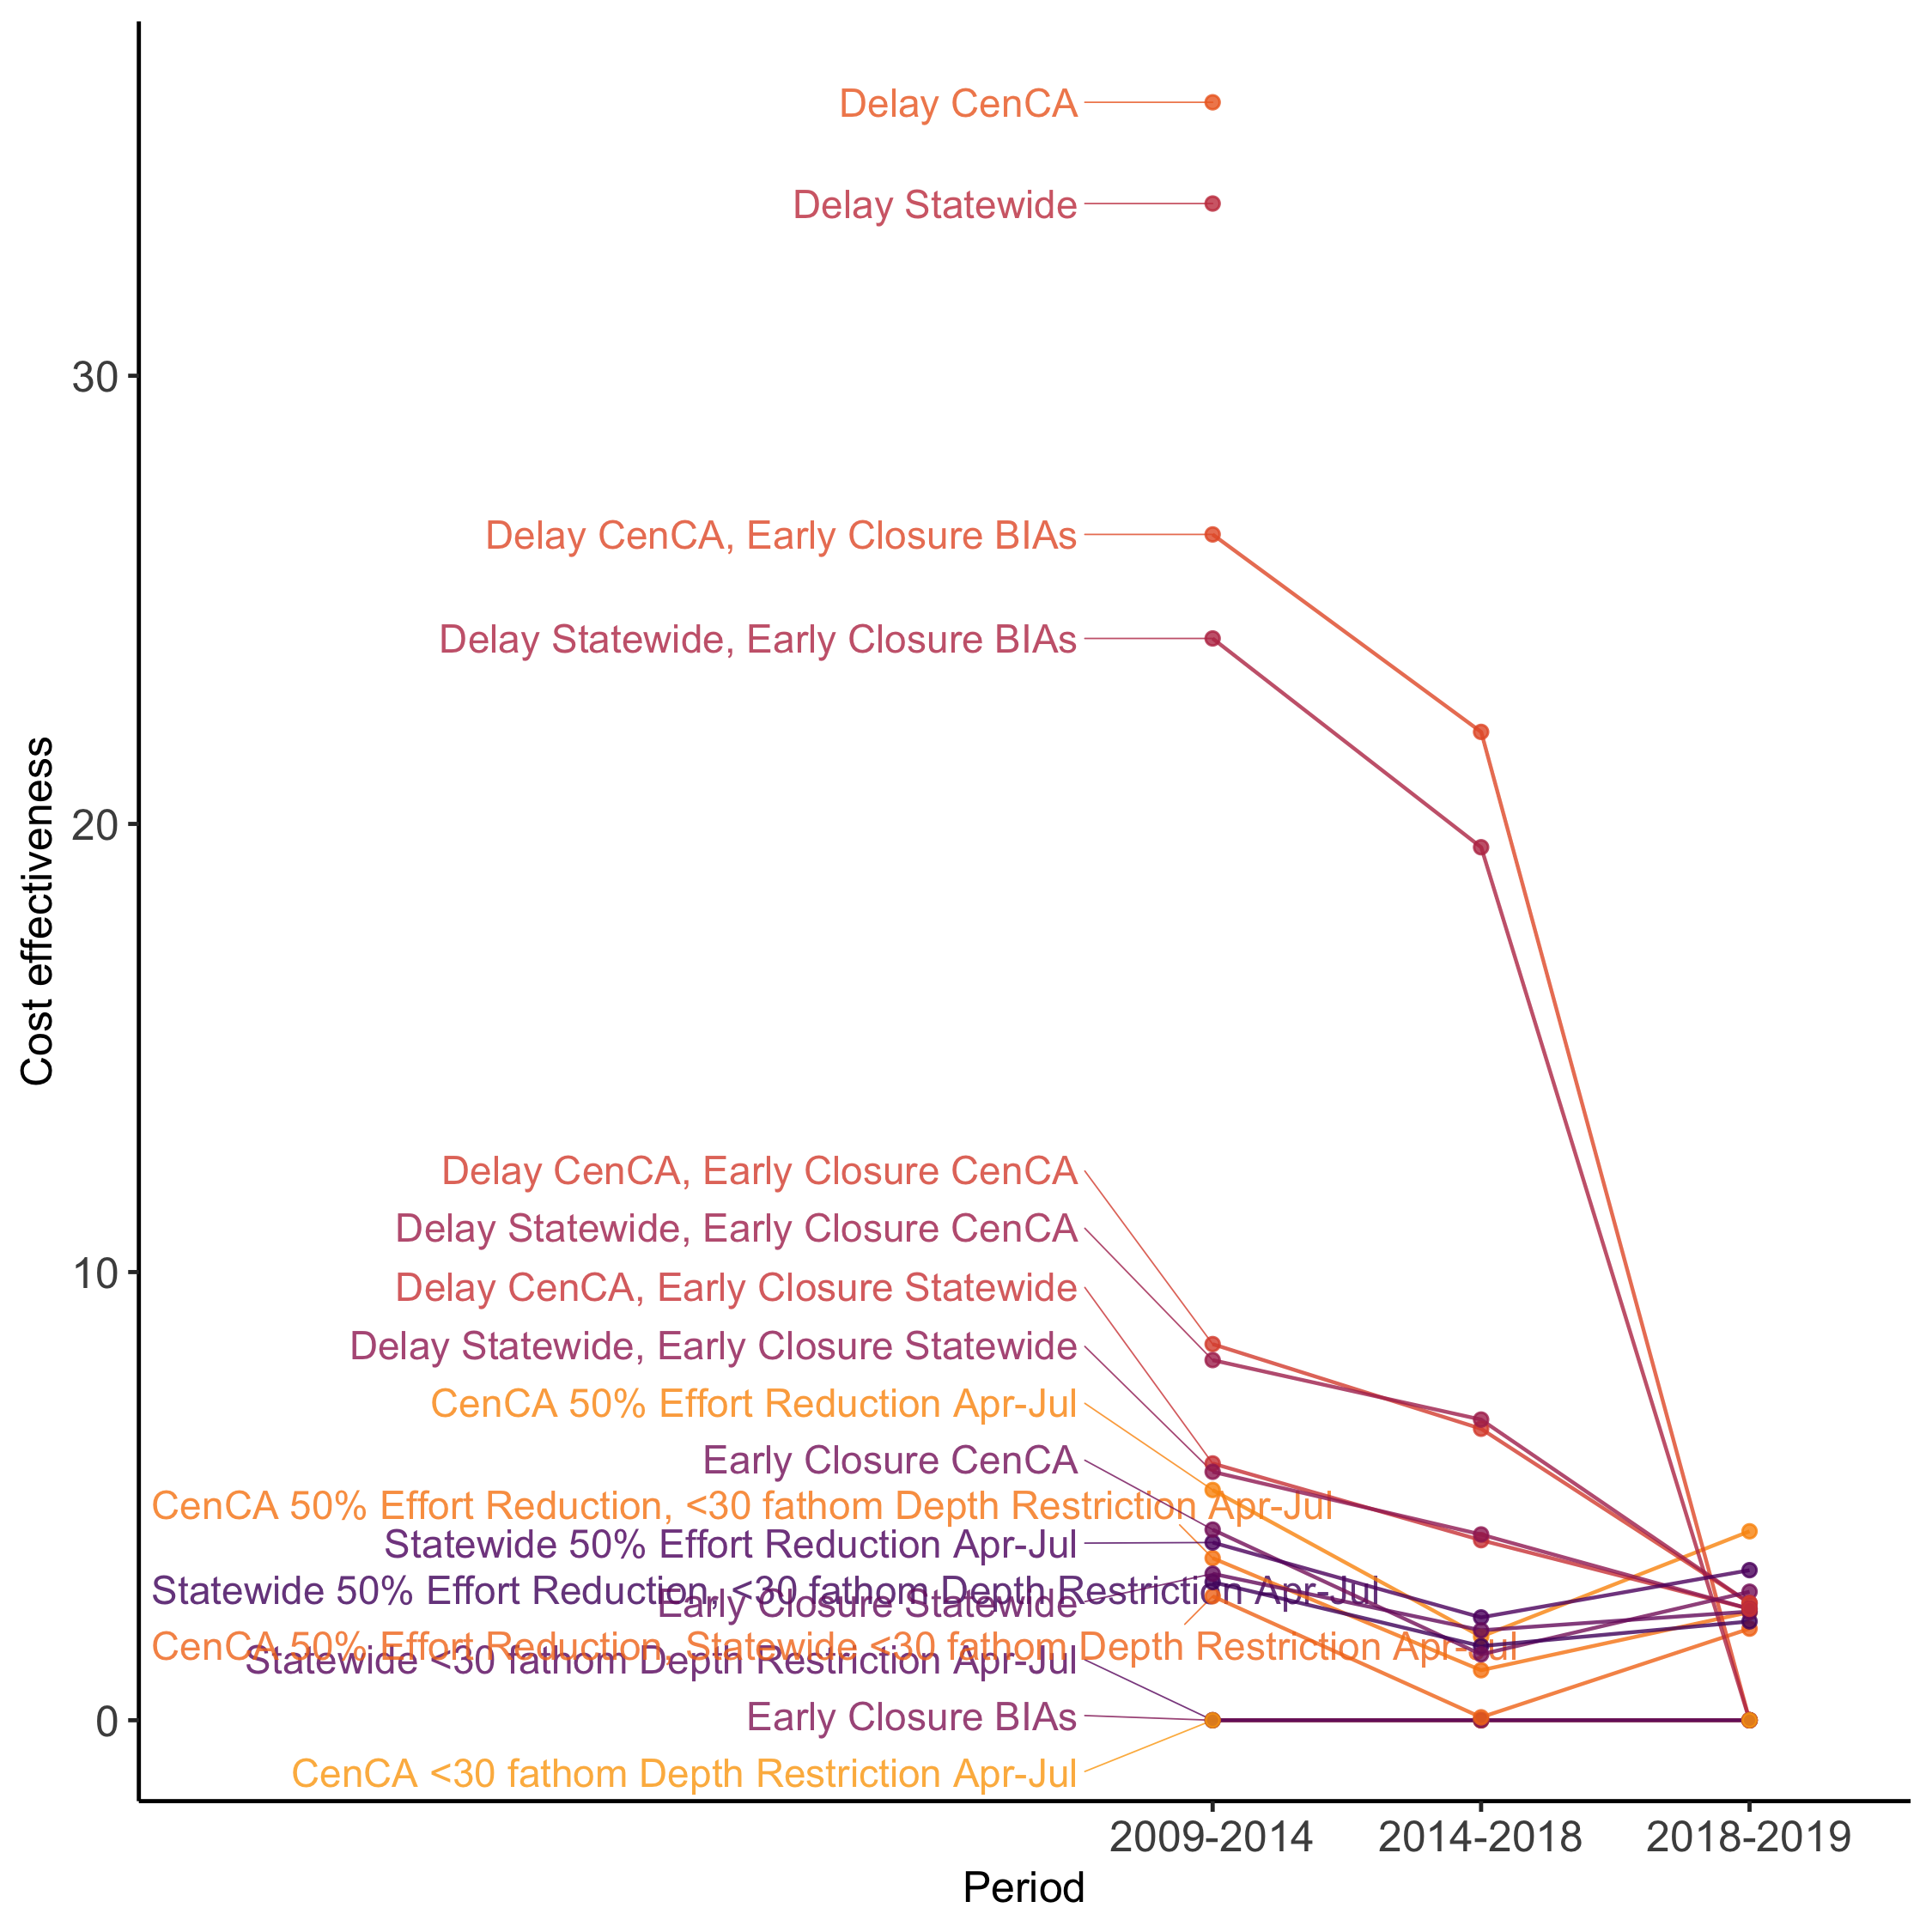 Delay CenCA
Delay Statewide
30
Delay CenCA, Early Closure BIAs
Delay Statewide, Early Closure BIAs
20
Cost effectiveness
Delay CenCA, Early Closure CenCA
Delay Statewide, Early Closure CenCA
10
Delay CenCA, Early Closure Statewide
Delay Statewide, Early Closure Statewide
CenCA 50% Effort Reduction Apr-Jul
Early Closure CenCA
CenCA 50% Effort Reduction, <30 fathom Depth Restriction Apr-Jul
Statewide 50% Effort Reduction Apr-Jul
Statewide 50% Effort Reduction, <30 fathom Depth Restriction Apr-Jul
Early Closure Statewide
CenCA 50% Effort Reduction, Statewide <30 fathom Depth Restriction Apr-Jul
Statewide <30 fathom Depth Restriction Apr-Jul
Early Closure BIAs
0
CenCA <30 fathom Depth Restriction Apr-Jul
2009-2014 2014-2018 2018-2019
Period